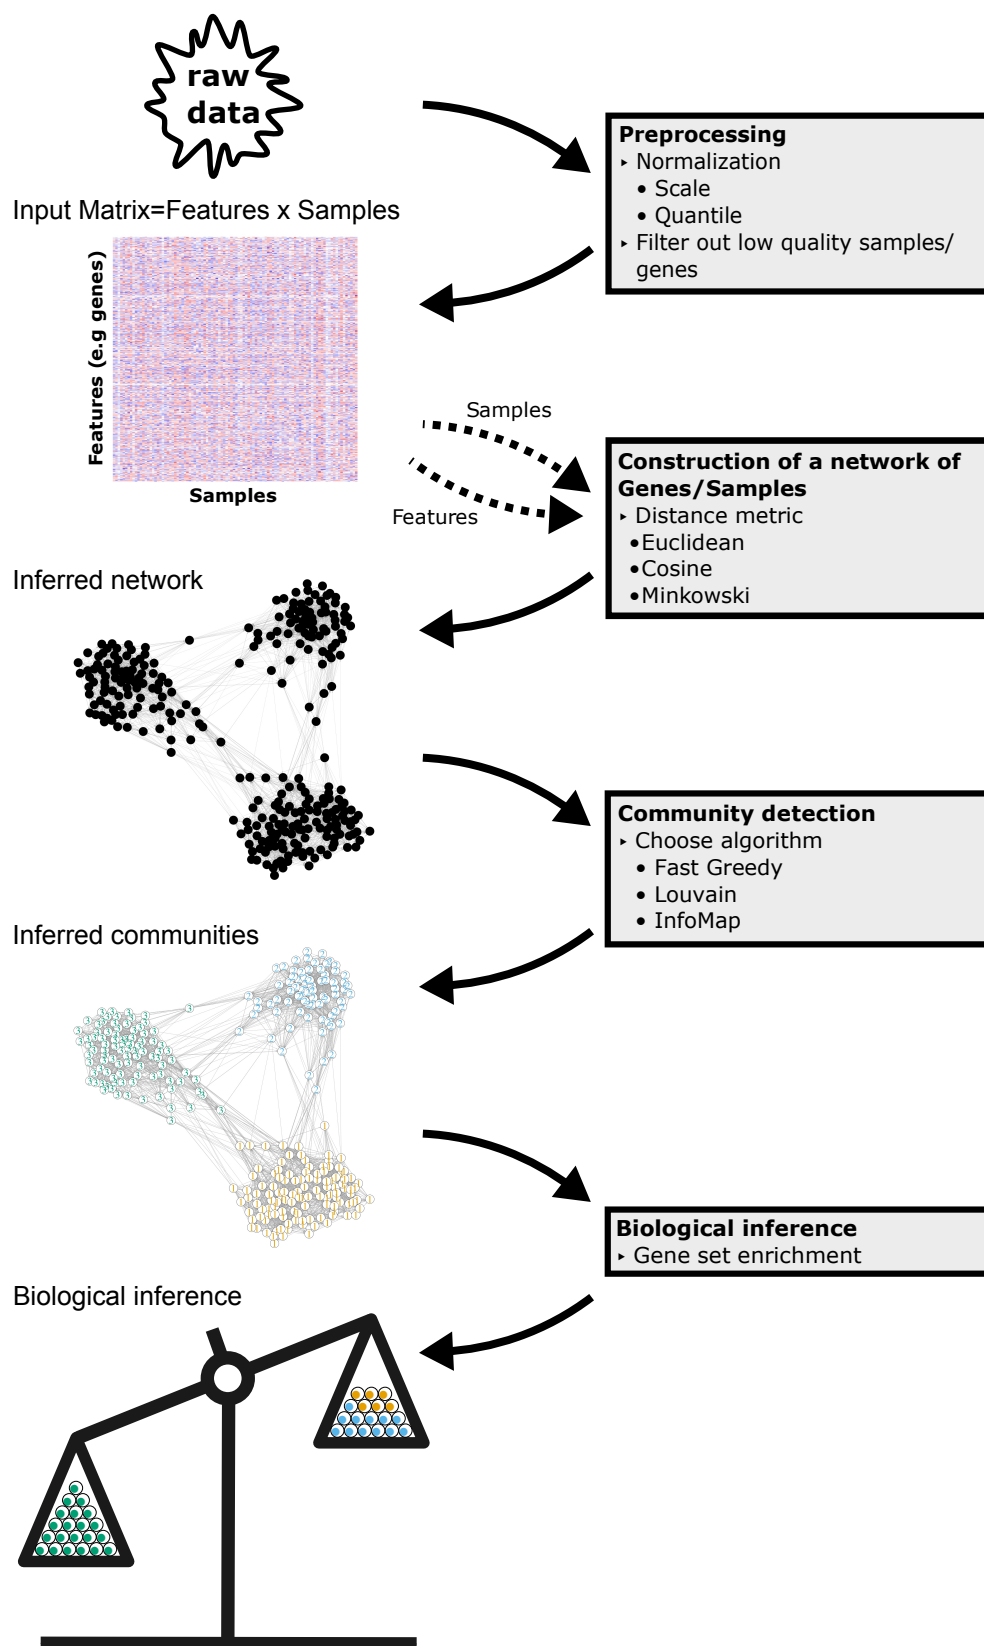 raw
data
Preprocessing
‣ Normalization
• Scale
• Quantile
‣ Filter out low quality samples/
genes
Input Matrix=Features x Samples
Features (e.g genes)
Samples
Samples
Features
Construction of a network of
Genes/Samples
‣ Distance metric
•Euclidean
•Cosine
•Minkowski
Inferred network
Community detection
‣ Choose algorithm
• Fast Greedy
• Louvain
• InfoMap
Inferred communities
Biological inference
‣ Gene set enrichment
Biological inference